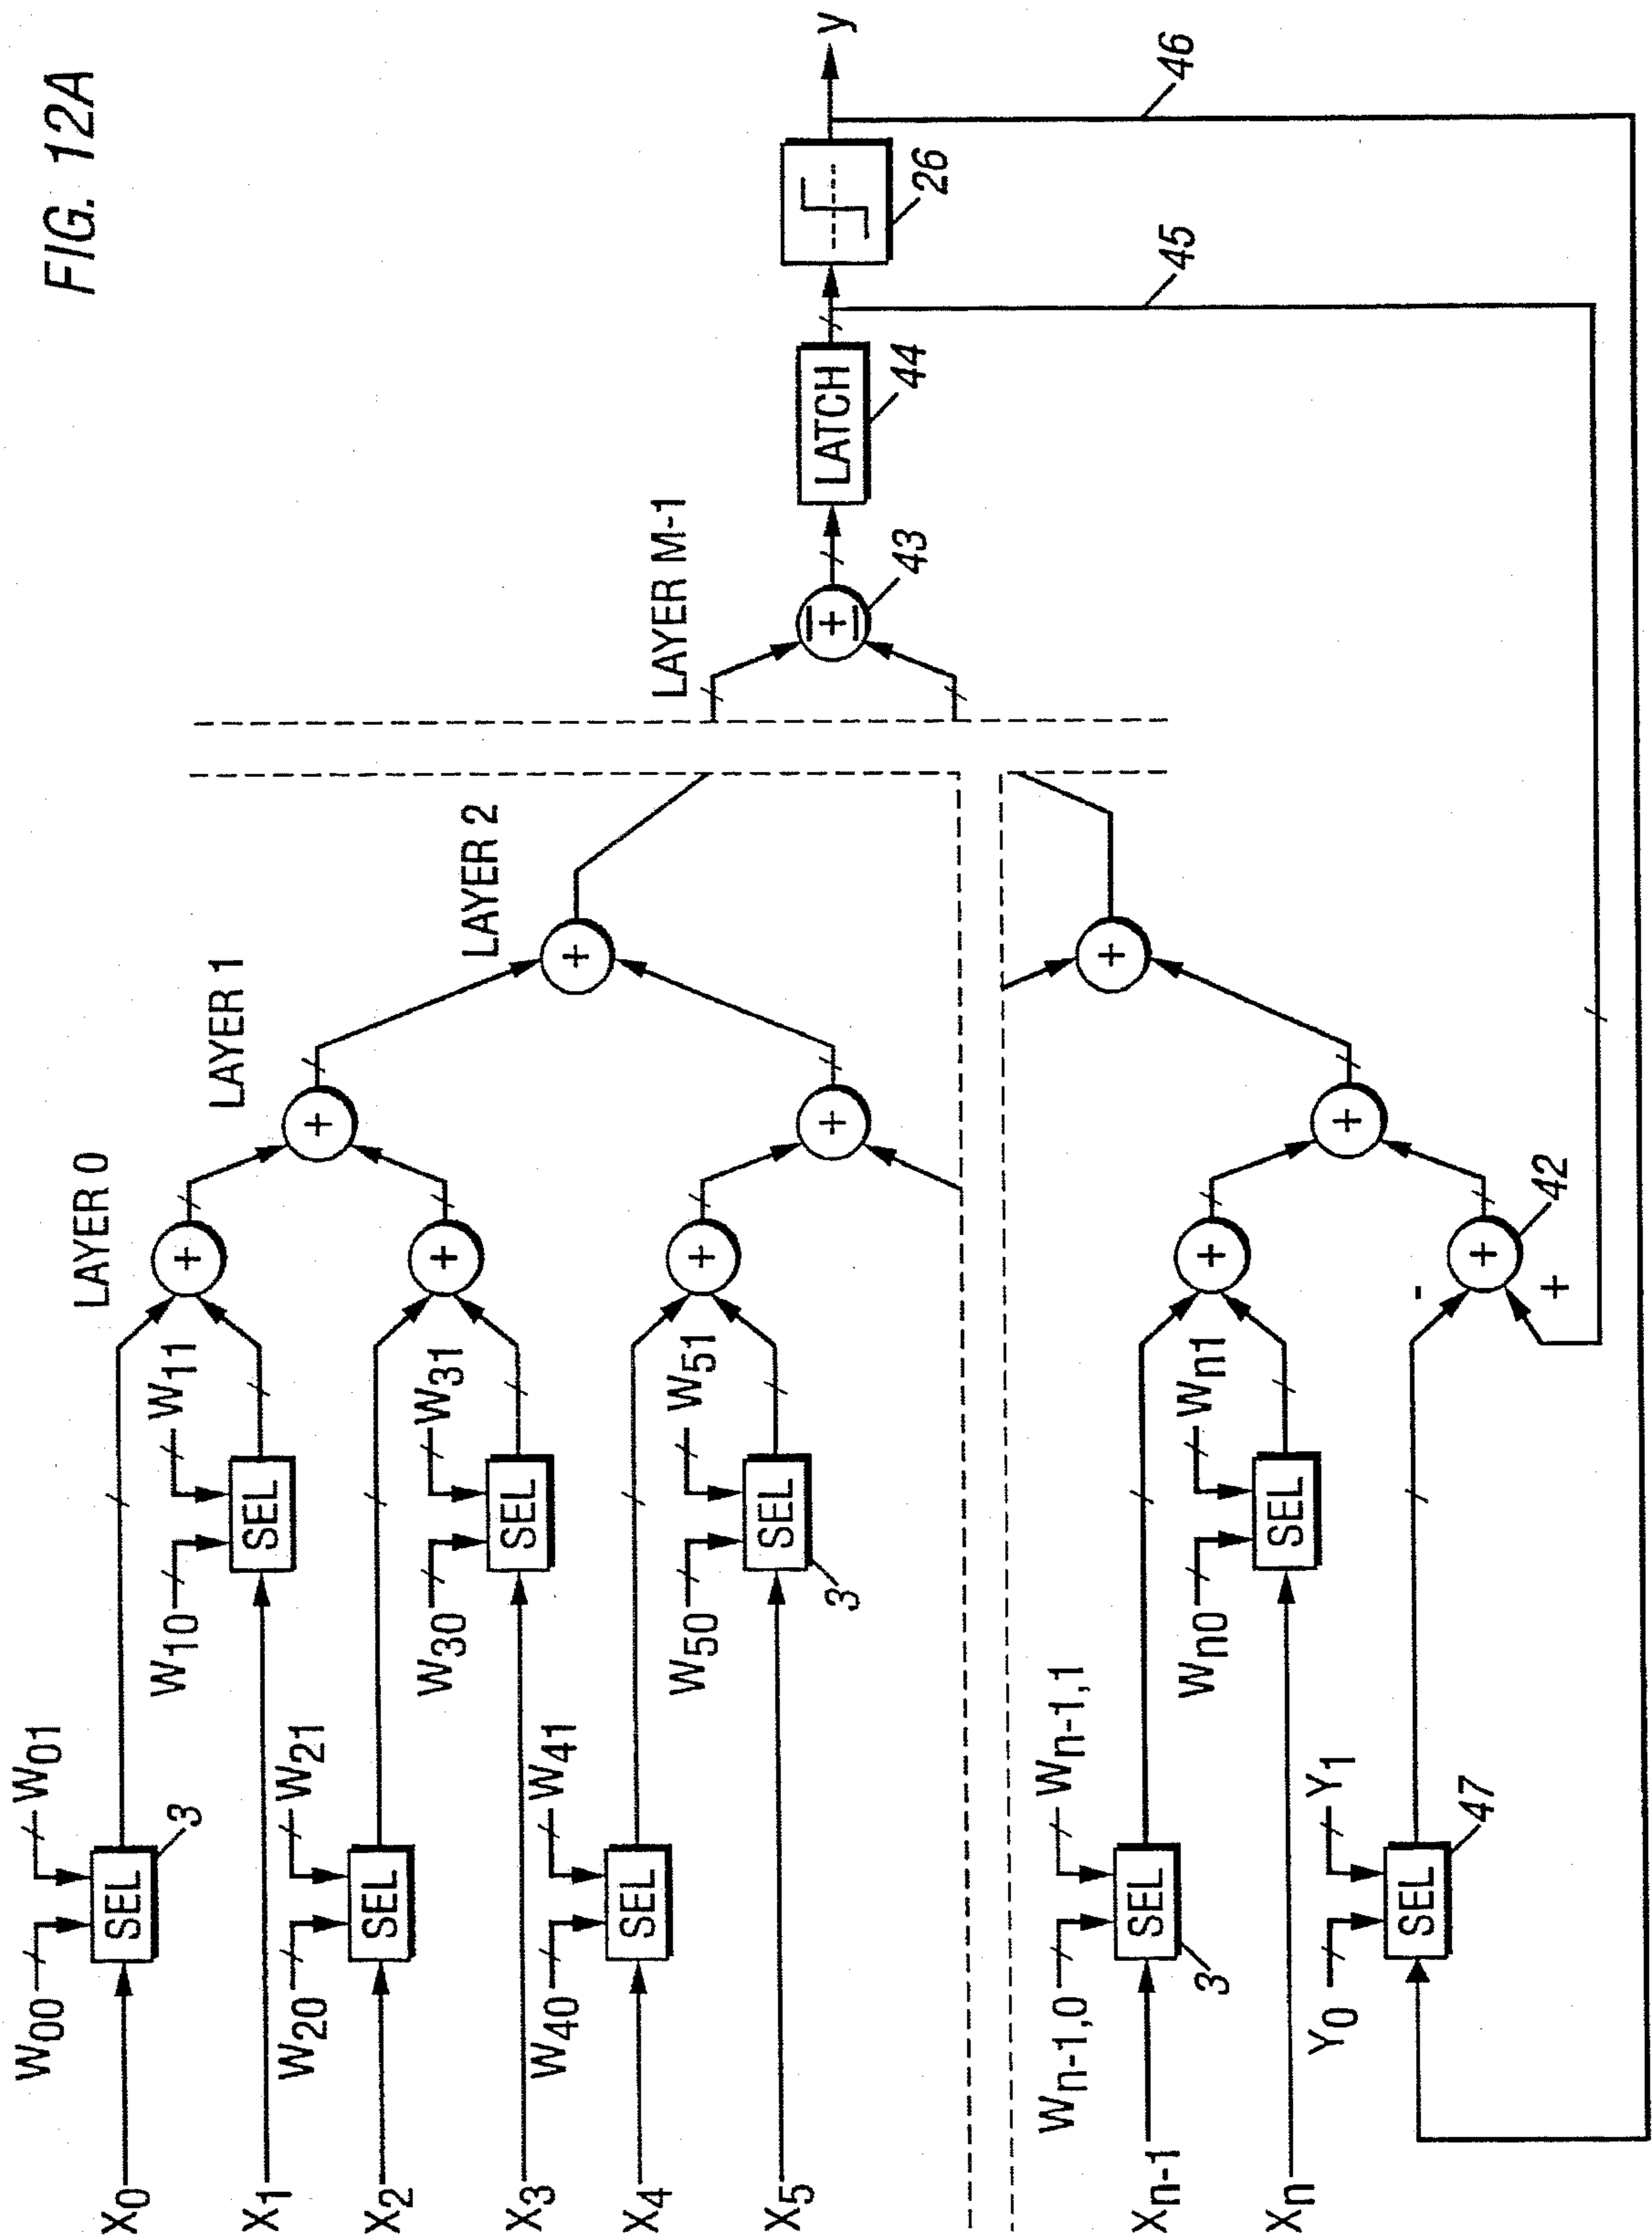 FIG. 12A
LAYER 0
LAYER 1
LAYER 2
LAYER M-1
X0
W00
W01
SEL
3
X1
W10
W11
SEL
+
+
X2
W20
W21
SEL
X3
W30
W31
SEL
+
+
X4
W40
W41
SEL
X5
W50
W51
SEL
3
+
+
|+|
43
LATCH
44
26
y
45
46
Xn-1
Wn-1,0
Wn-1,1
SEL
3
Xn
Wn0
Wn1
SEL
+
+
+
Y0
Y1
SEL
47
-
+
+
42